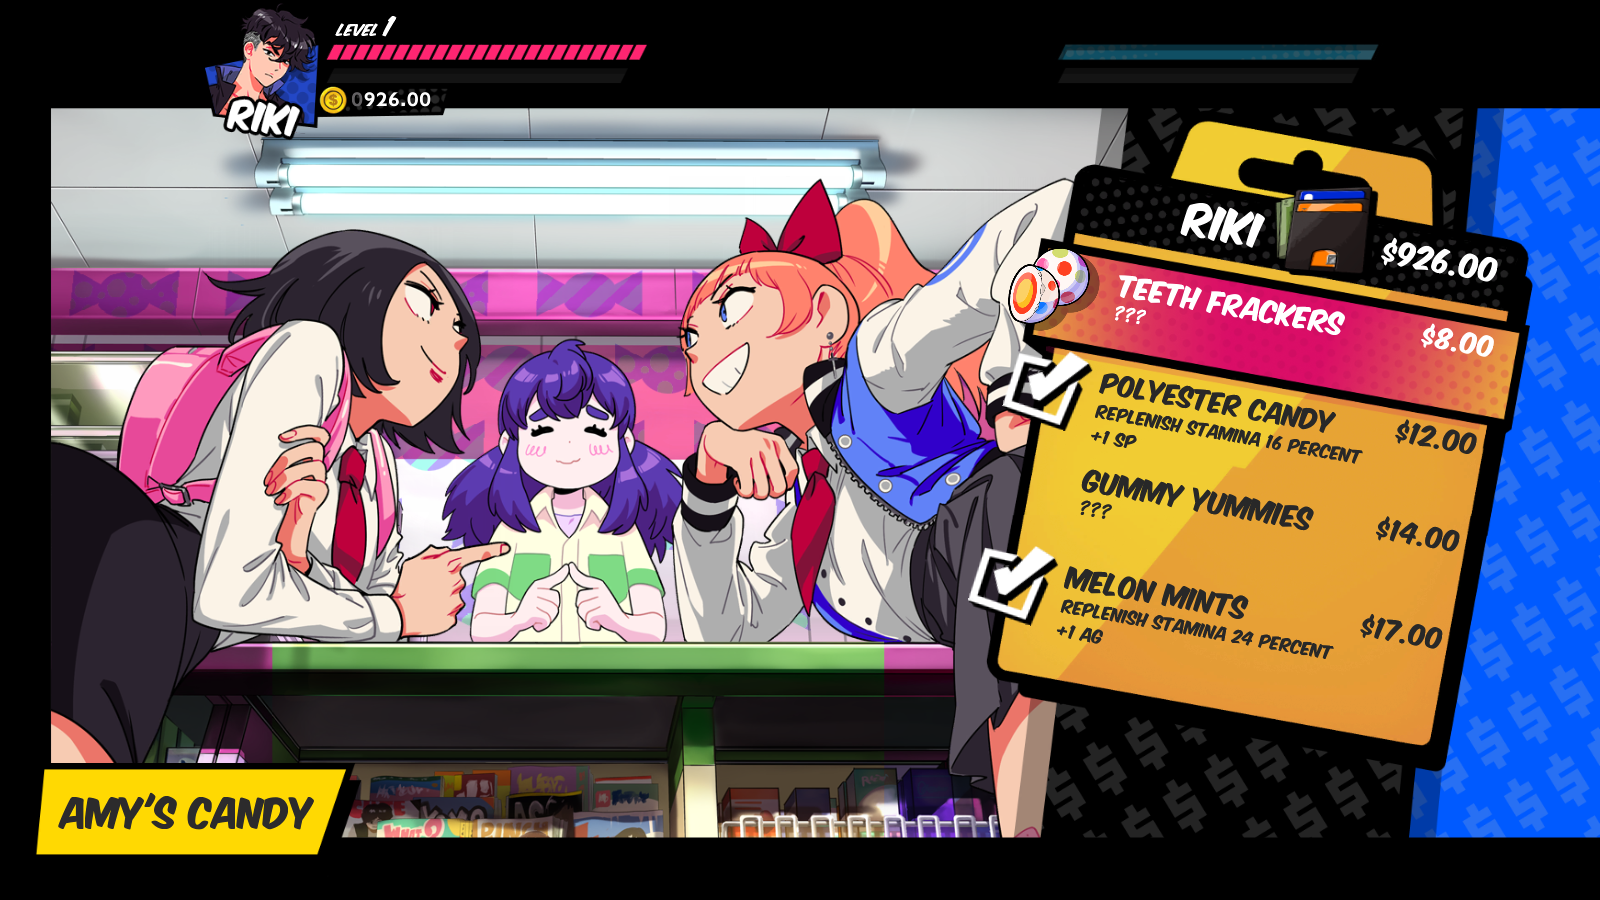 LEVEL 1
0926.00
RIKI
RIKI
$926.00
TEETH FRACKERS
$8.00
???
POLYESTER CANDY
$12.00
REPLENISH STAMINA 16 PERCENT
+1 SP
GUMMY YUMMIES
$14.00
???
MELON MINTS
$17.00
REPLENISH STAMINA 24 PERCENT
+1 AG
AMY'S CANDY